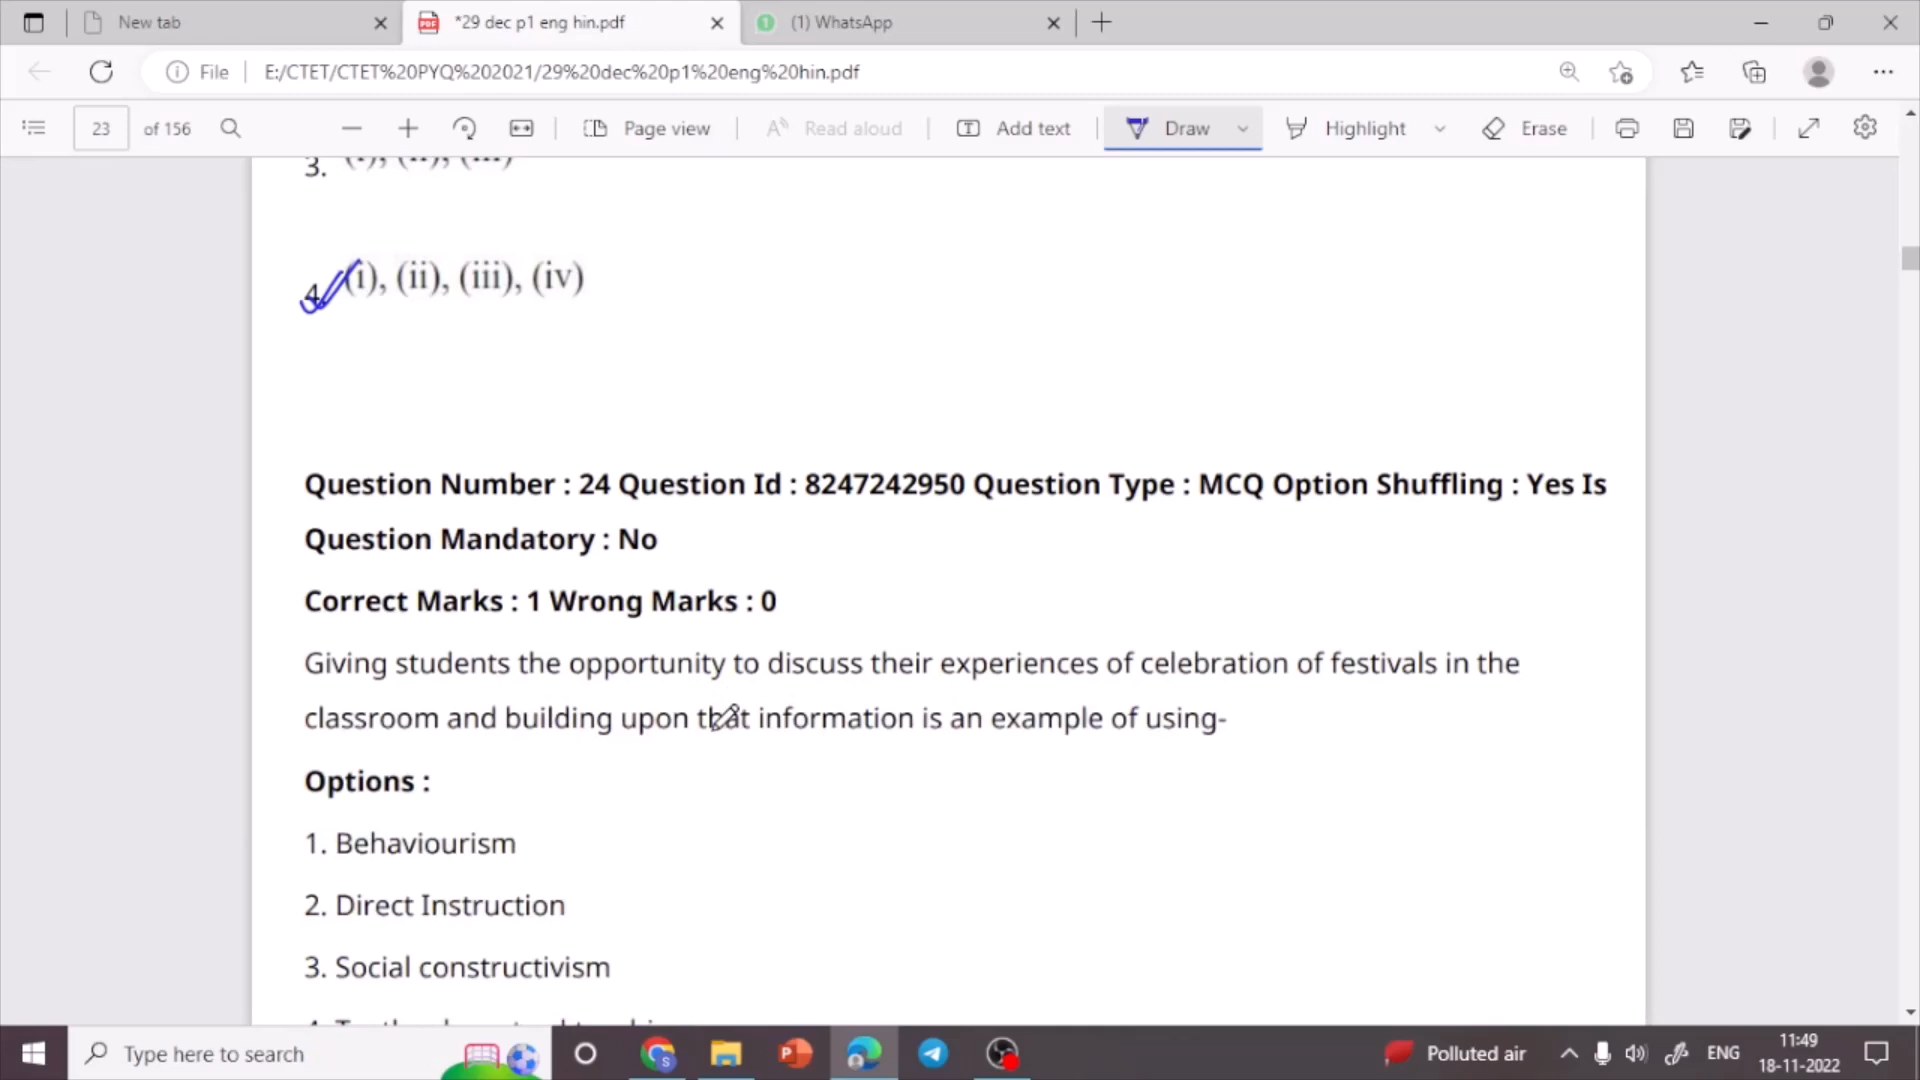 New tab
*29 dec p1 eng hin.pdf
(1) WhatsApp
File
E:/CTET/CTET%20PYQ%202021/29%20dec%20p1%20eng%20hin.pdf
23 of 156
Page view
Read aloud
Add text
Draw
Highlight
Erase
3. (i), (ii), (iii)
4. (i), (ii), (iii), (iv)
Question Number : 24 Question Id : 8247242950 Question Type : MCQ Option Shuffling : Yes Is
Question Mandatory : No
Correct Marks : 1 Wrong Marks : 0
Giving students the opportunity to discuss their experiences of celebration of festivals in the
classroom and building upon that information is an example of using-
Options :
1. Behaviourism
2. Direct Instruction
3. Social constructivism
Type here to search
Polluted air
ENG
11:49
18-11-2022